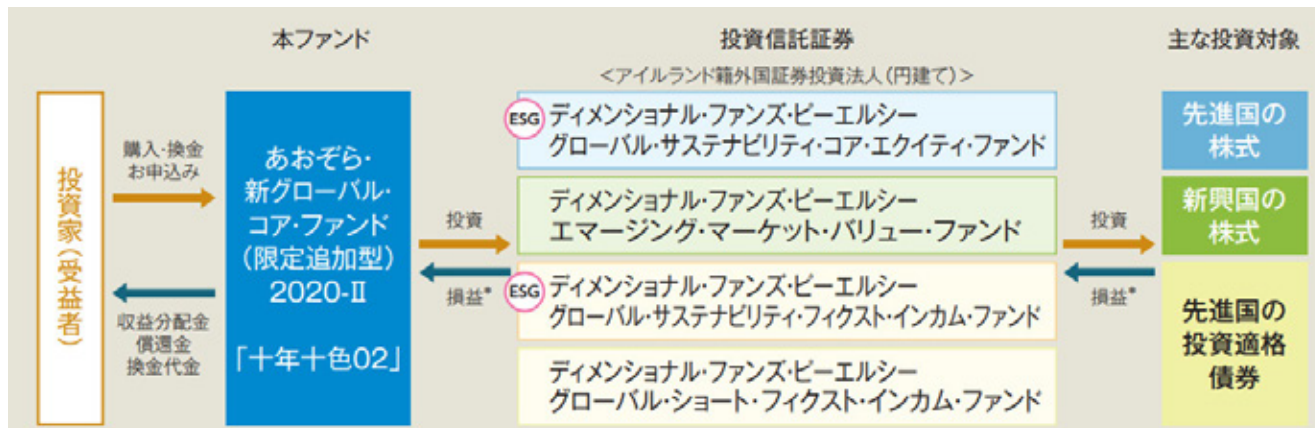 本ファンド
投資信託証券
主な投資対象
<アイルランド籍外国証券投資法人（円建て）>
投資家（受益者）
購入・換金
お申込み
収益分配金
償還金
換金代金
あおぞら・
新グローバル・
コア・ファンド
（限定追加型）
2020-Ⅱ
「十年十色02」
投資
損益*
ESG
ディメンショナル・ファンズ・ピーエルシー
グローバル・サステナビリティ・コア・エクイティ・ファンド
ディメンショナル・ファンズ・ピーエルシー
エマージング・マーケット・バリュー・ファンド
ESG
ディメンショナル・ファンズ・ピーエルシー
グローバル・サステナビリティ・フィクスト・インカム・ファンド
ディメンショナル・ファンズ・ピーエルシー
グローバル・ショート・フィクスト・インカム・ファンド
投資
損益*
先進国の
株式
新興国の
株式
先進国の
投資適格
債券